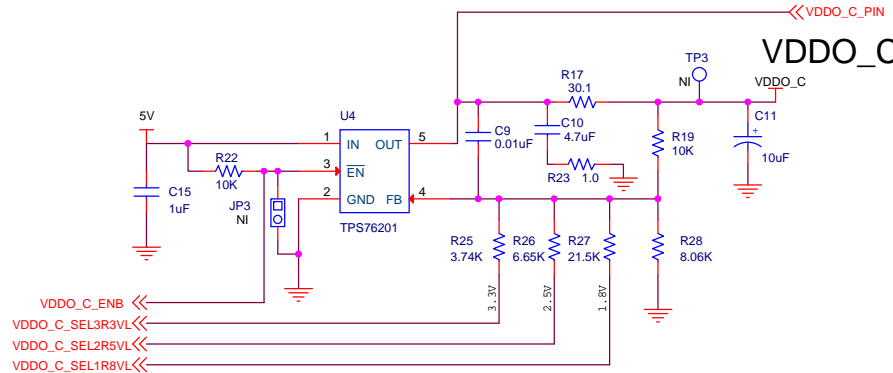 VDDO_C_PIN
VDDO_C
TP3
NI
VDDO_C
R17
30.1
U4
5V
C9
0.01uF
C10
4.7uF
R19
10K
C11
+
10uF
1
IN
OUT
5
R22
10K
3
EN
R23
1.0
C15
1uF
JP3
NI
2
GND
FB
4
TPS76201
R25
3.74K
R26
6.65K
R27
21.5K
R28
8.06K
3.3V
2.5V
1.8V
VDDO_C_ENB
VDDO_C_SEL3R3VL
VDDO_C_SEL2R5VL
VDDO_C_SEL1R8VL